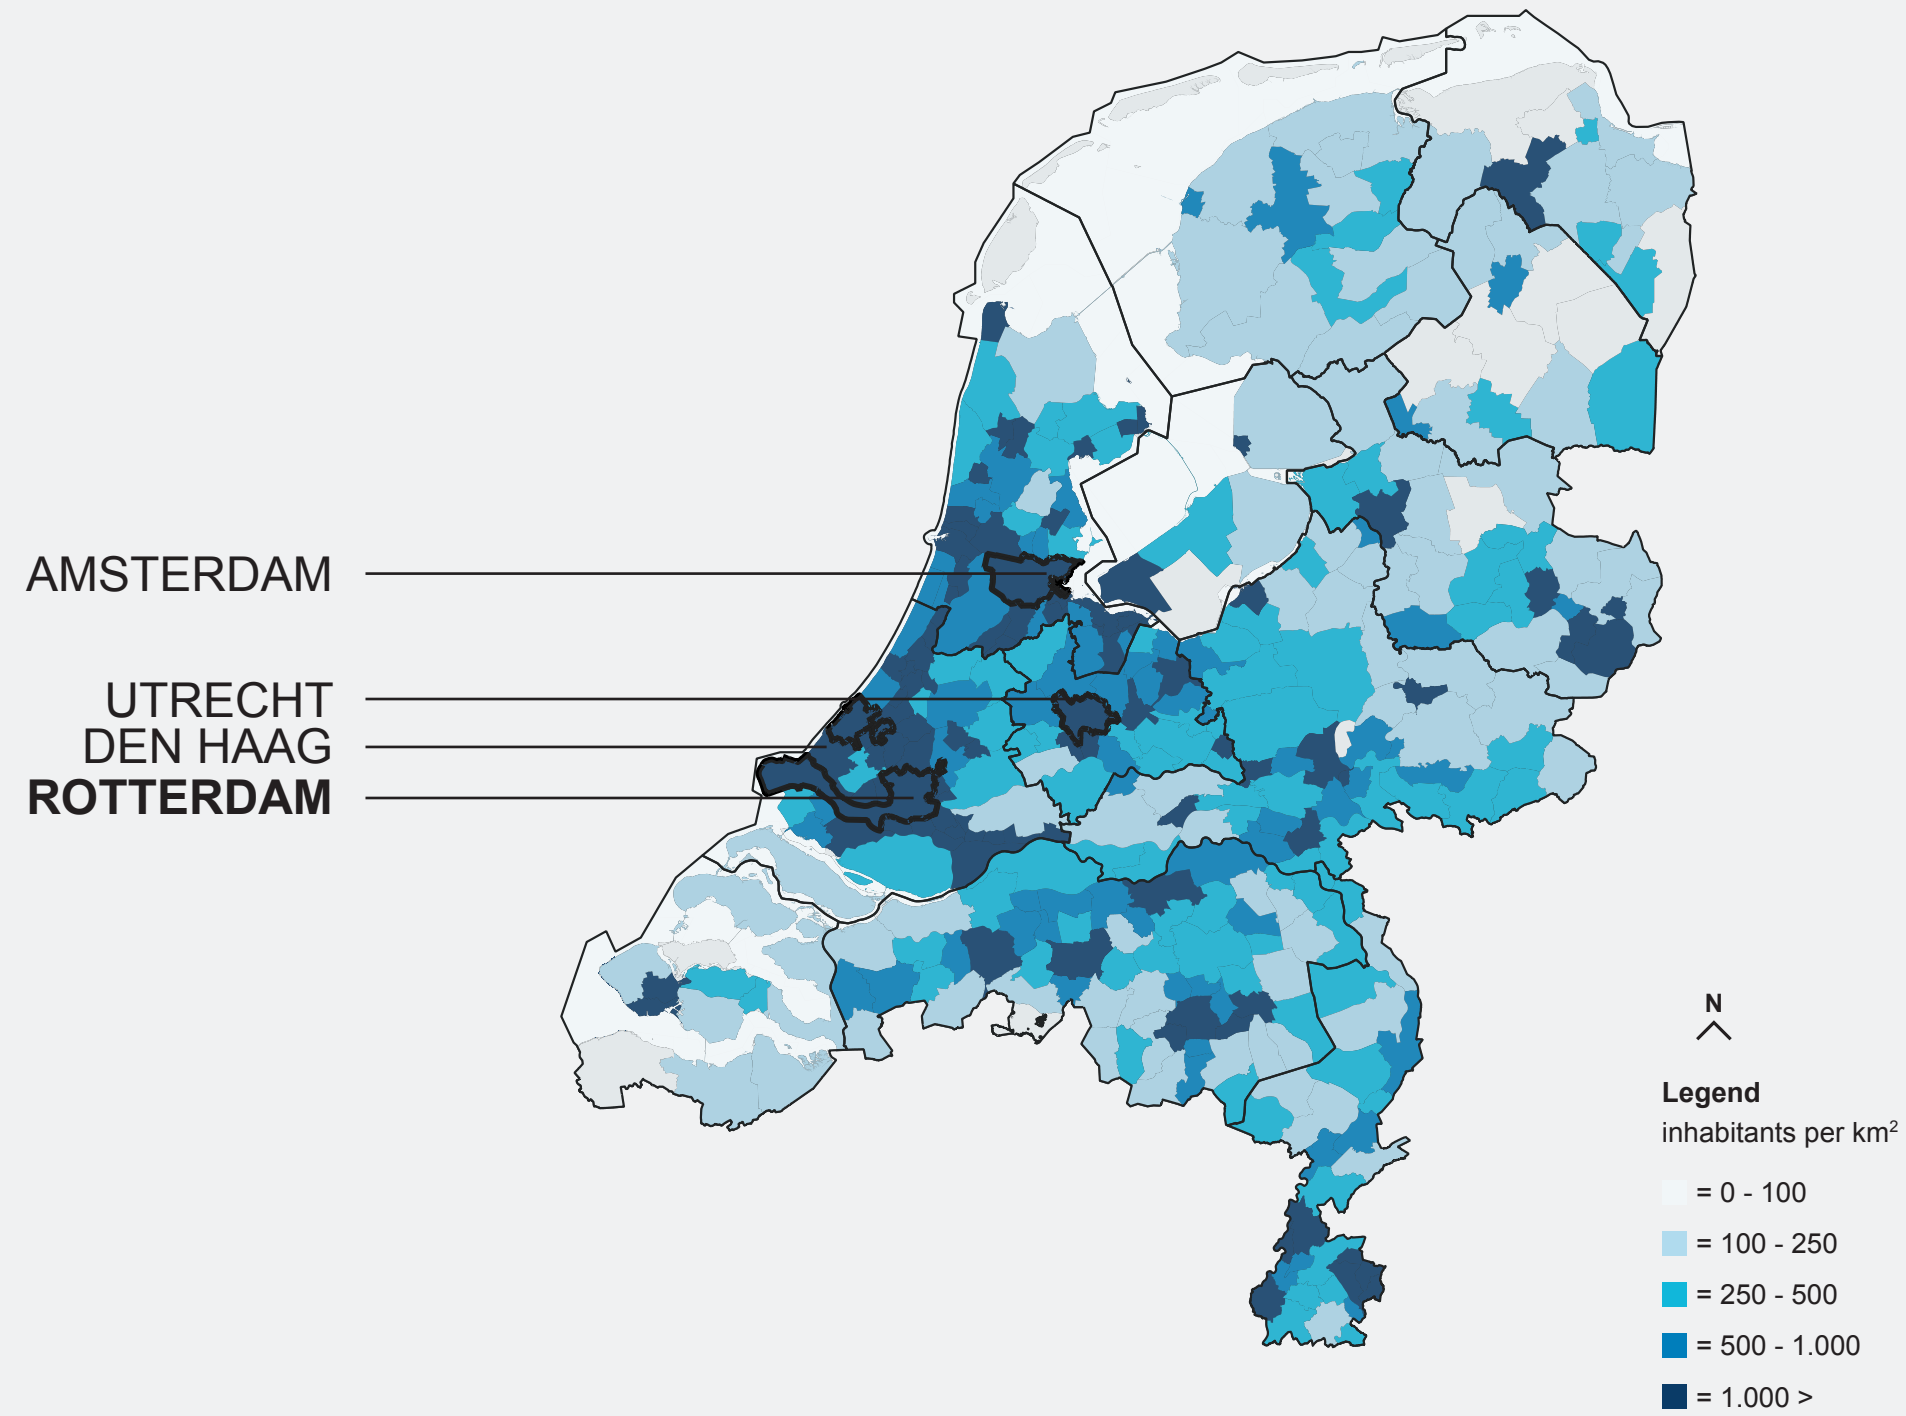 AMSTERDAM
UTRECHT
DEN HAAG
ROTTERDAM
N
Legend
inhabitants per km²
= 0 - 100
= 100 - 250
= 250 - 500
= 500 - 1.000
= 1.000 >